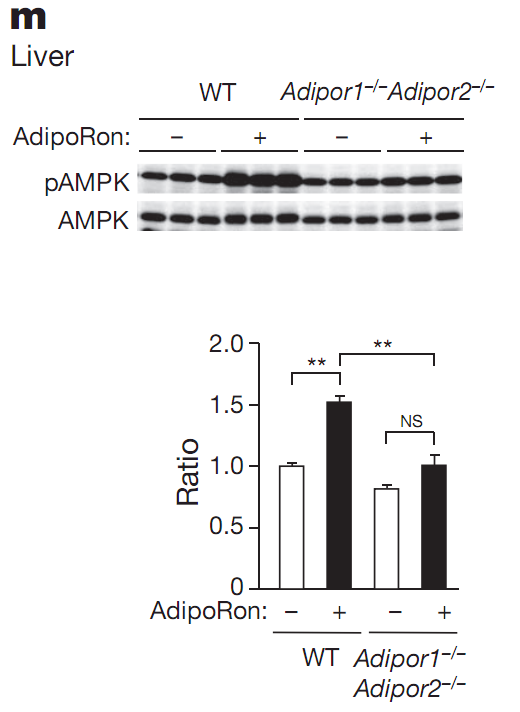 m
Liver
WT Adipor1–/–Adipor2–/–
AdipoRon: – + – +
pAMPK
AMPK
2.0
1.5
1.0
0.5
0
Ratio
**
**
NS
AdipoRon: – + – +
WT Adipor1–/–
Adipor2–/–